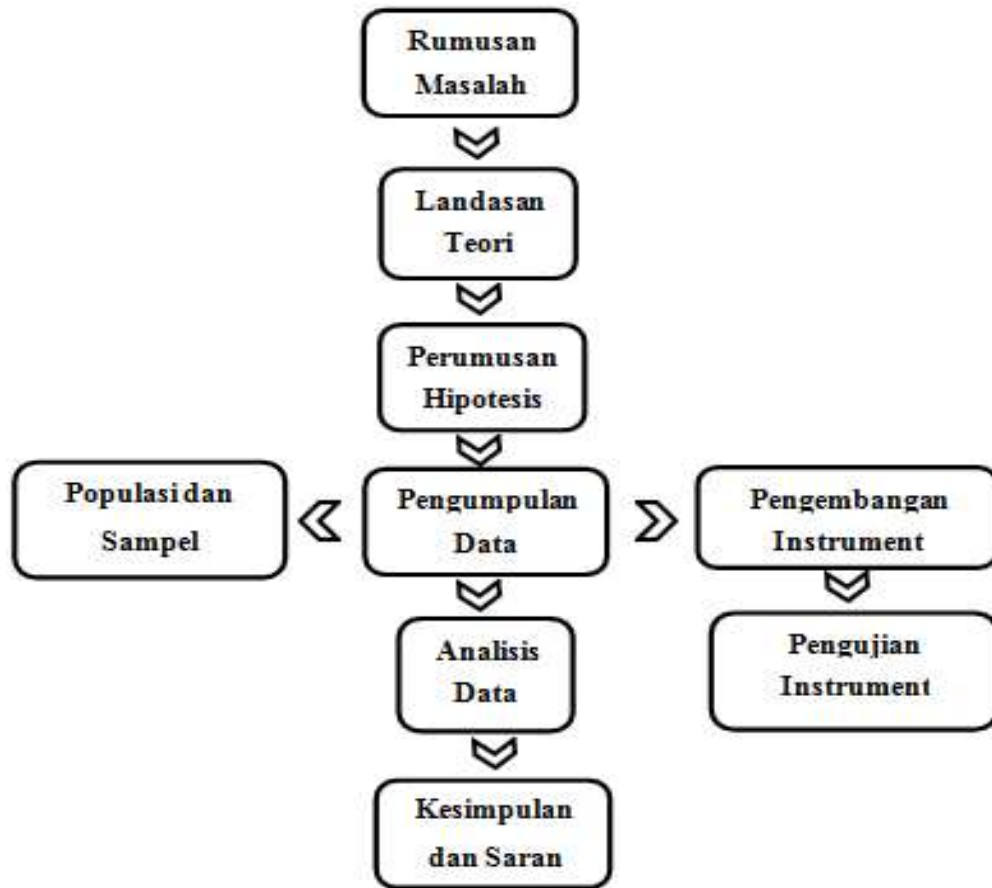 Rumusan
Masalah
Landasan
Teori
Perumusan
Hipotesis
Populasi dan
Sampel
Pengumpulan
Data
Pengembangan
Instrument
Pengujian
Instrument
Analisis
Data
Kesimpulan
dan Saran